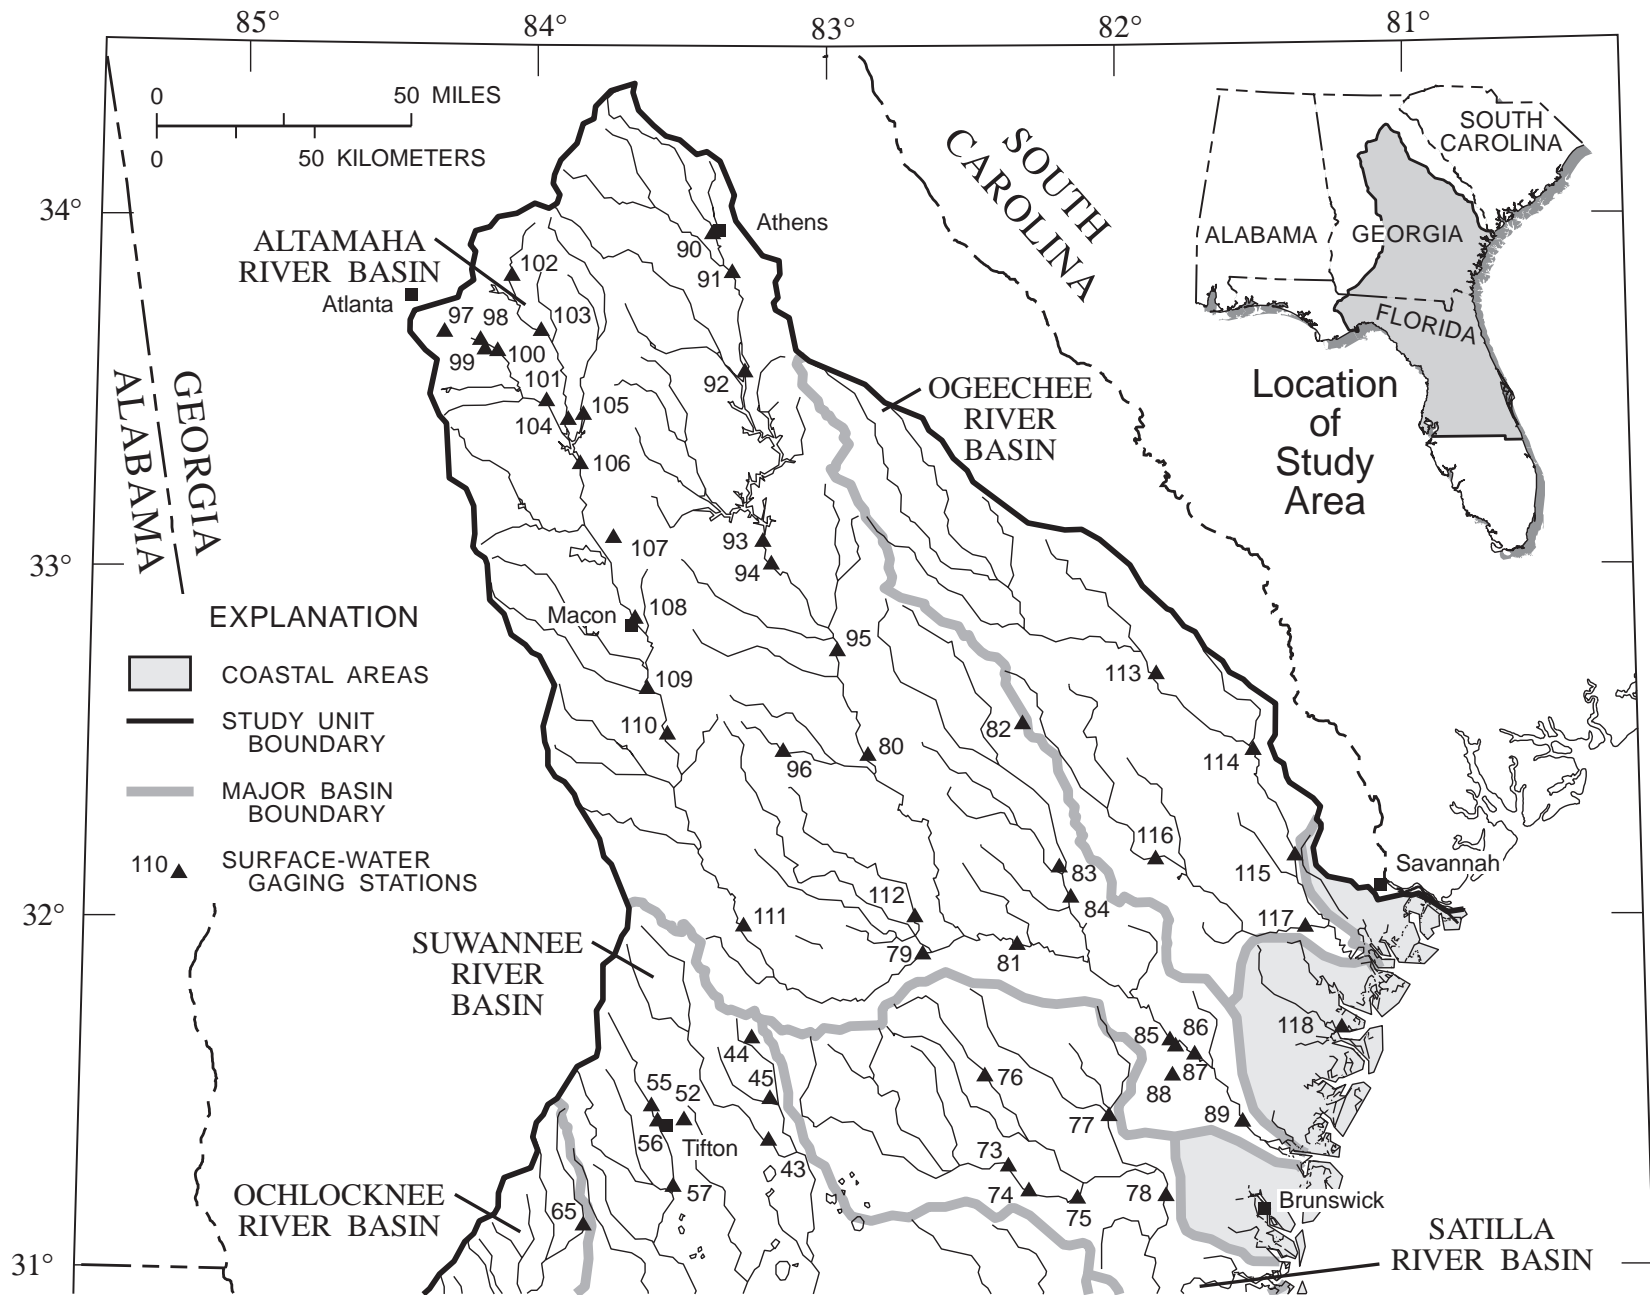 85°
84°
83°
82°
81°
0
50 MILES
0
50 KILOMETERS
34°
33°
32°
31°
ALTAMAHA
RIVER BASIN
Atlanta
Athens
SOUTH
CAROLINA
SOUTH
CAROLINA
ALABAMA
GEORGIA
FLORIDA
Location
of
Study
Area
OGEECHEE
RIVER
BASIN
GEORGIA
ALABAMA
90
91
102
97
98
103
99
100
101
92
105
104
106
107
93
94
108
Macon
95
109
110
113
82
80
96
114
EXPLANATION
COASTAL AREAS
STUDY UNIT
BOUNDARY
MAJOR BASIN
BOUNDARY
110
SURFACE-WATER
GAGING STATIONS
116
83
115
Savannah
112
84
111
117
79
81
SUWANNEE
RIVER
BASIN
118
86
85
44
87
76
88
45
55
52
89
77
56
Tifton
73
43
57
74
75
78
65
Brunswick
OCHLOCKNEE
RIVER BASIN
SATILLA
RIVER BASIN